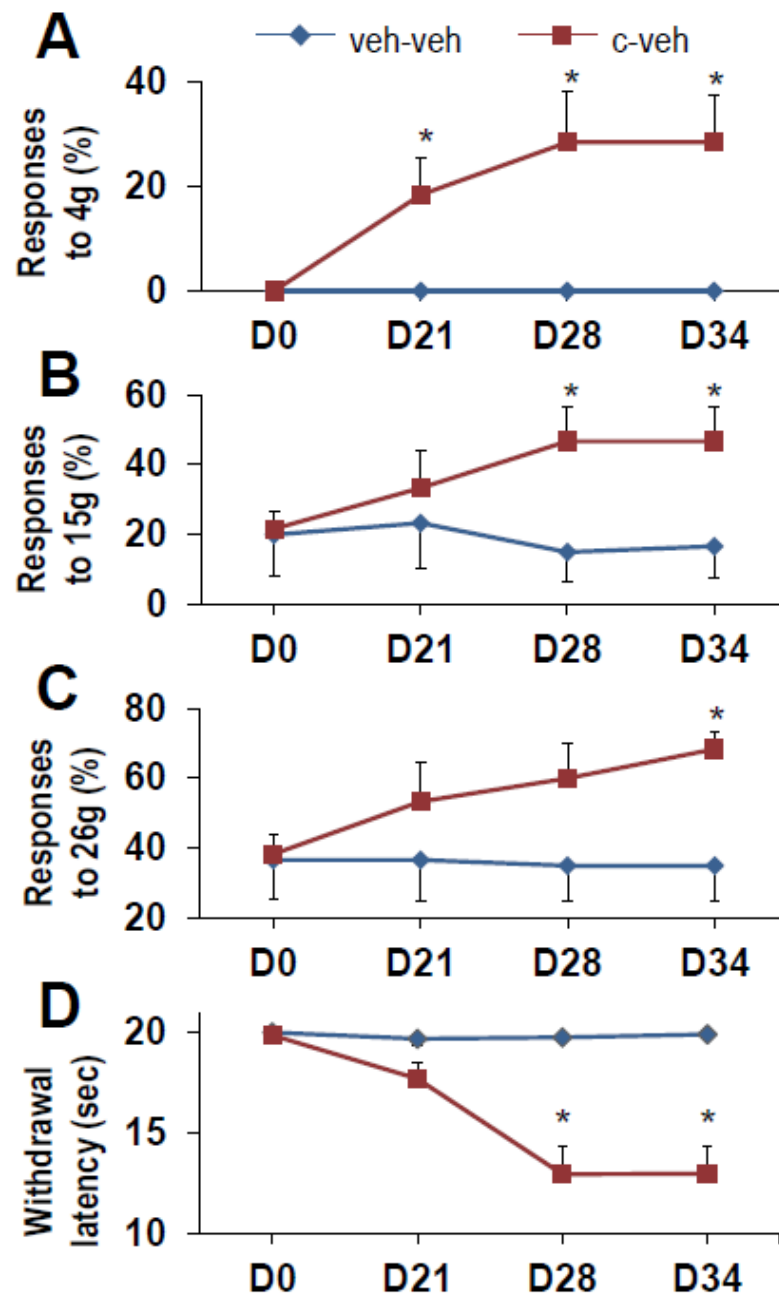 A
veh-veh
c-veh
Responses
to 4g (%)
40
20
0
*
*
*
D0
D21
D28
D34
B
Responses
to 15g (%)
60
40
20
0
*
*
D0
D21
D28
D34
C
Responses
to 26g (%)
80
60
40
20
*
D0
D21
D28
D34
D
Withdrawal
latency (sec)
20
15
10
*
*
D0
D21
D28
D34